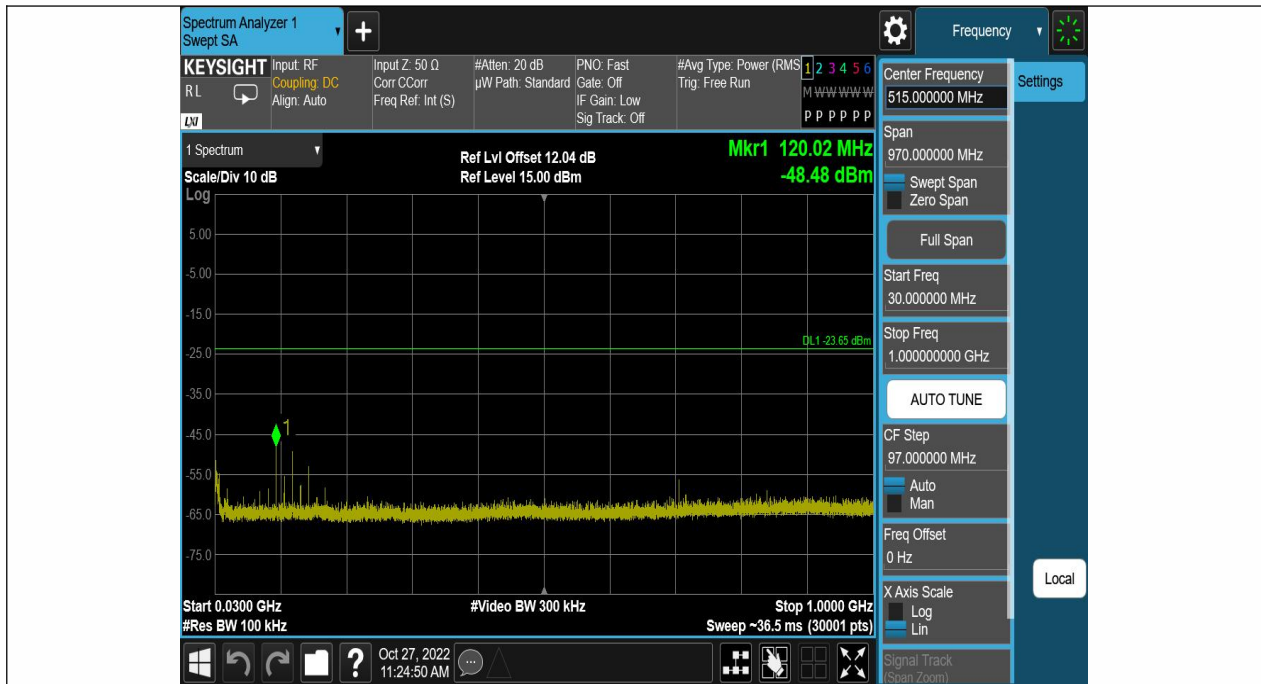 Spectrum Analyzer 1
Swept SA
Frequency
KEYSIGHT
R L
LXI
Input: RF
Coupling: DC
Align: Auto
Input Z: 50 Ω
Corr CCorr
Freq Ref: Int (S)
#Atten: 20 dB
µW Path: Standard
PNO: Fast
Gate: Off
IF Gain: Low
Sig Track: Off
#Avg Type: Power (RMS
Trig: Free Run
1 2 3 4 5 6
M W W W W W
P P P P P P
1 Spectrum
Scale/Div 10 dB
Log
Ref Lvl Offset 12.04 dB
Ref Level 15.00 dBm
Mkr1 120.02 MHz
-48.48 dBm
5.00
-5.00
-15.0
-25.0
-35.0
-45.0
-55.0
-65.0
-75.0
DL1 -23.65 dBm
1
Start 0.0300 GHz
#Res BW 100 kHz
#Video BW 300 kHz
Stop 1.0000 GHz
Sweep ~36.5 ms (30001 pts)
Center Frequency
515.000000 MHz
Settings
Span
970.000000 MHz
Swept Span
Zero Span
Full Span
Start Freq
30.000000 MHz
Stop Freq
1.000000000 GHz
AUTO TUNE
CF Step
97.000000 MHz
Auto
Man
Freq Offset
0 Hz
X Axis Scale
Log
Lin
Signal Track
(Span Zoom)
Local
?
Oct 27, 2022
11:24:50 AM